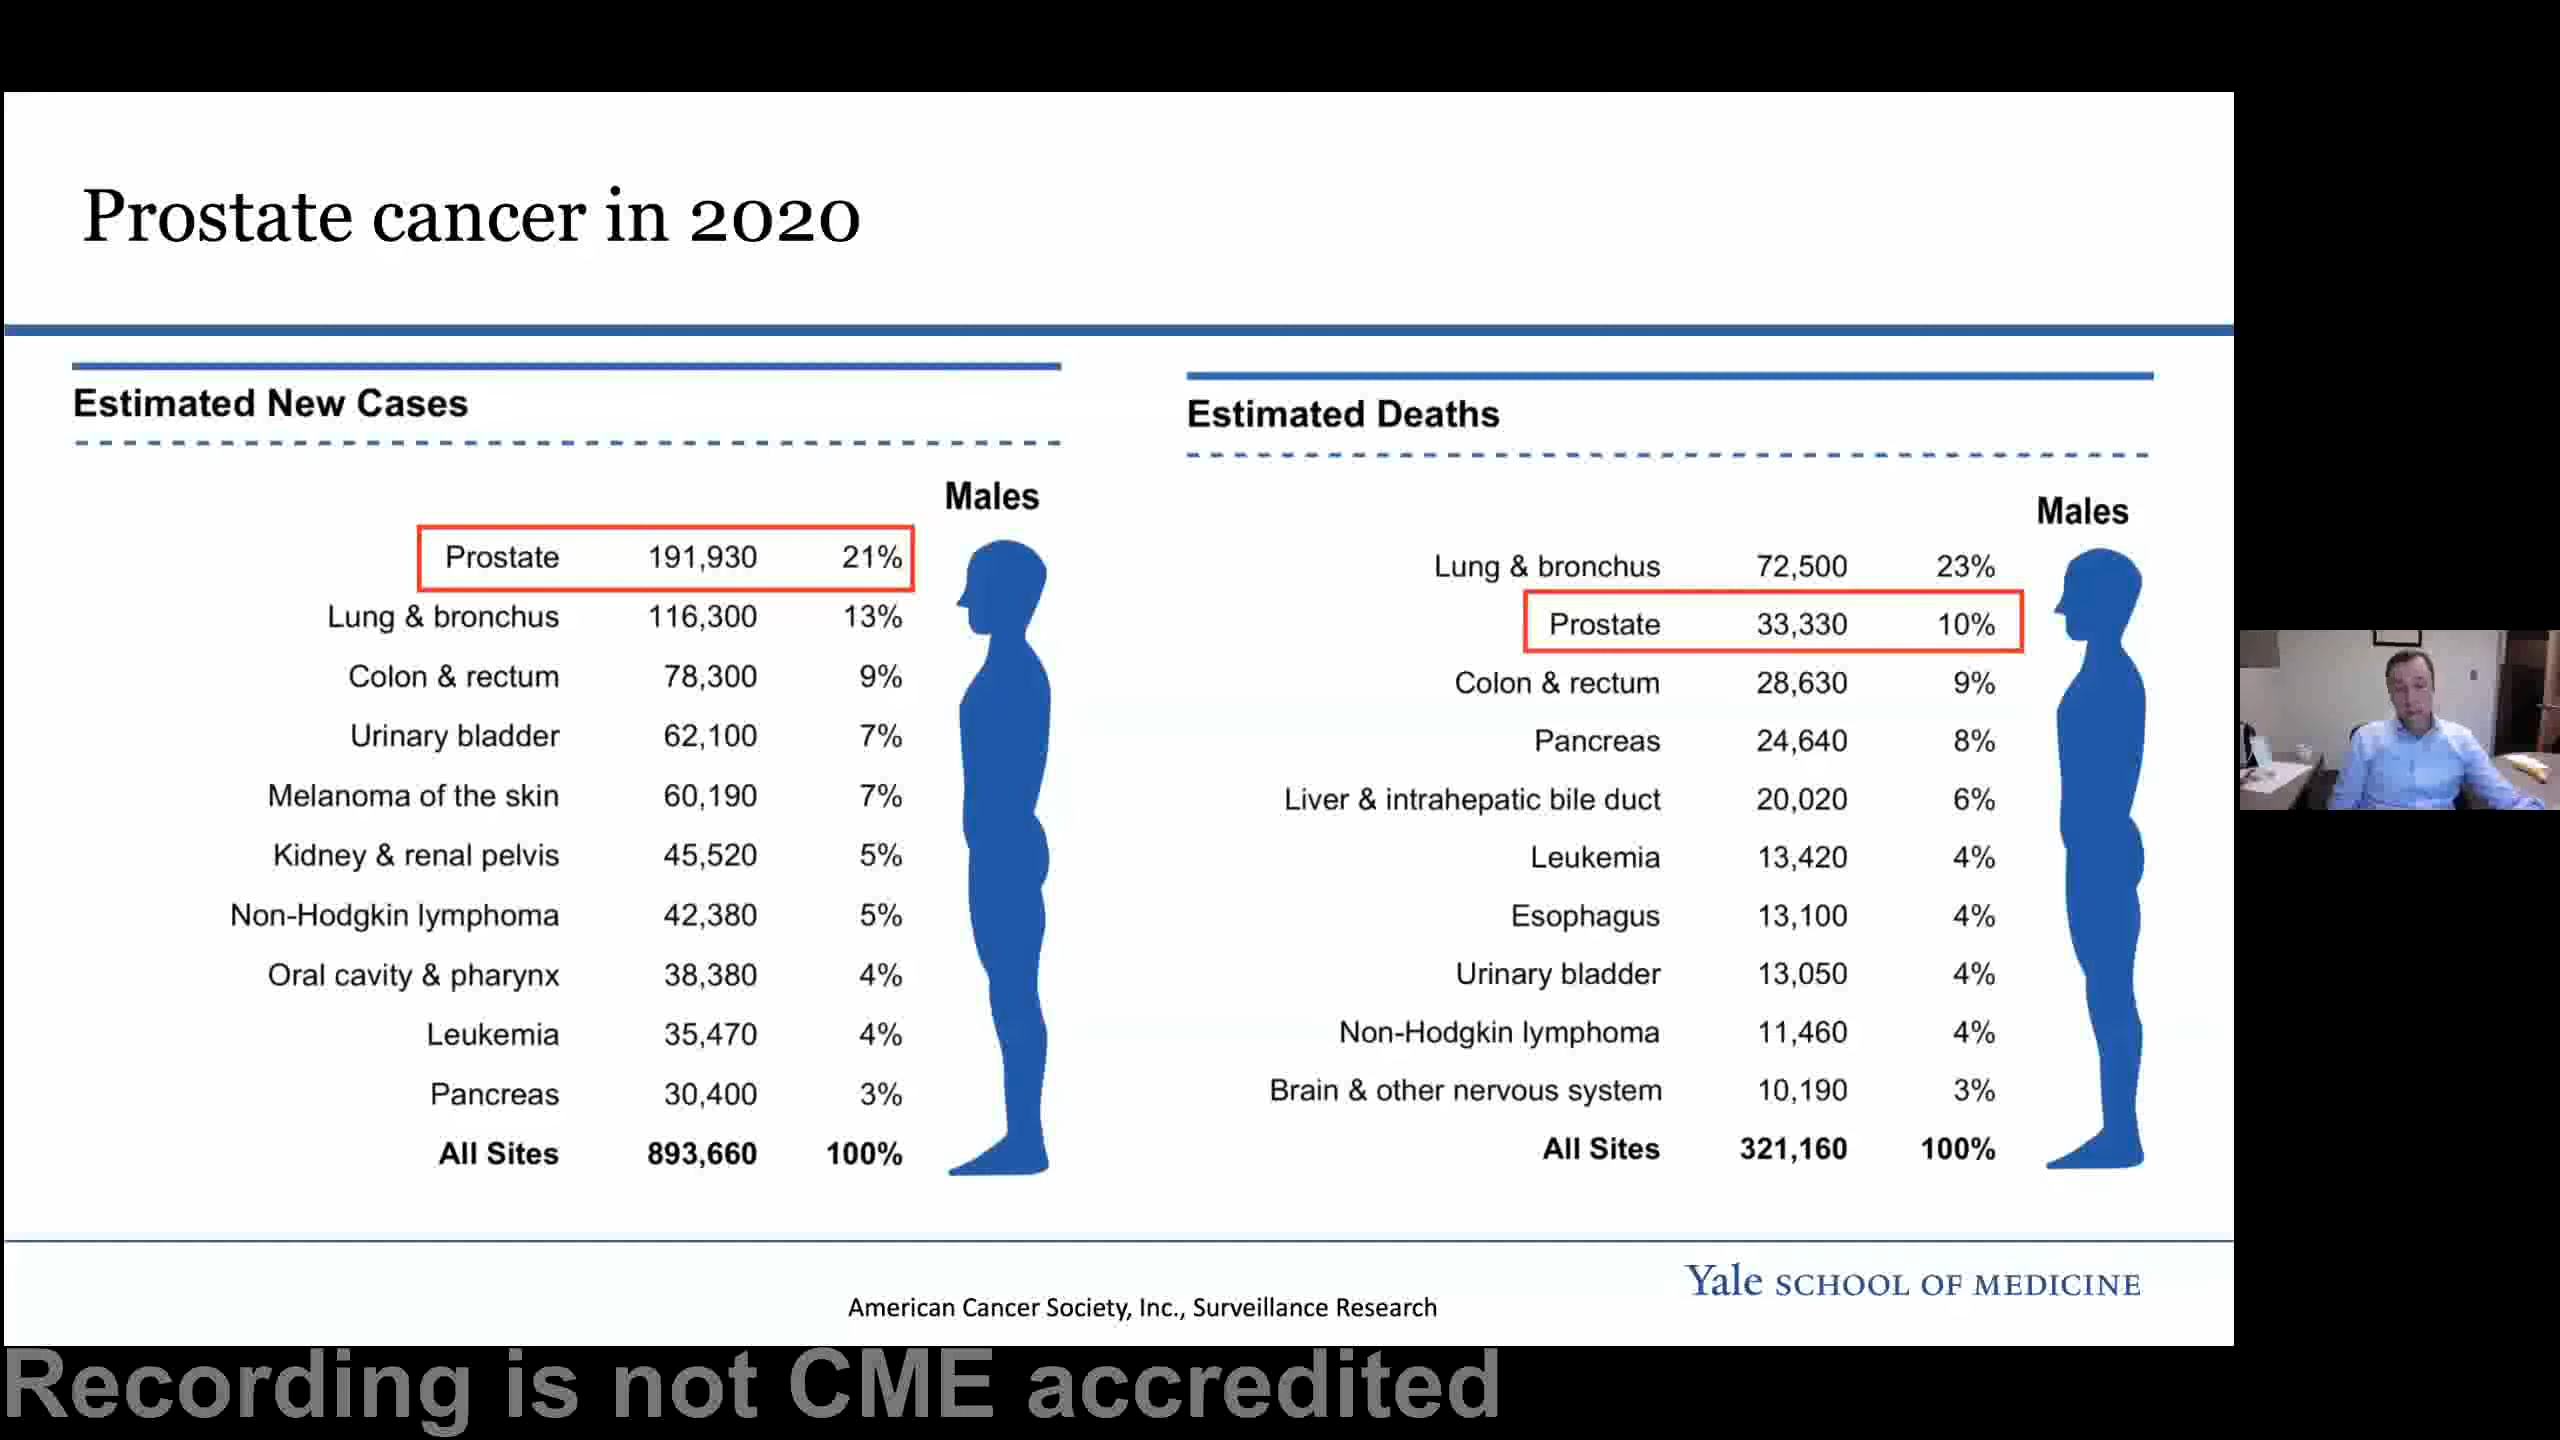 Prostate cancer in 2020
Estimated New Cases
Males
Prostate 191,930 21%
Lung & bronchus 116,300 13%
Colon & rectum 78,300 9%
Urinary bladder 62,100 7%
Melanoma of the skin 60,190 7%
Kidney & renal pelvis 45,520 5%
Non-Hodgkin lymphoma 42,380 5%
Oral cavity & pharynx 38,380 4%
Leukemia 35,470 4%
Pancreas 30,400 3%
All Sites 893,660 100%
Estimated Deaths
Males
Lung & bronchus 72,500 23%
Prostate 33,330 10%
Colon & rectum 28,630 9%
Pancreas 24,640 8%
Liver & intrahepatic bile duct 20,020 6%
Leukemia 13,420 4%
Esophagus 13,100 4%
Urinary bladder 13,050 4%
Non-Hodgkin lymphoma 11,460 4%
Brain & other nervous system 10,190 3%
All Sites 321,160 100%
Yale SCHOOL OF MEDICINE
American Cancer Society, Inc., Surveillance Research
Recording is not CME accredited